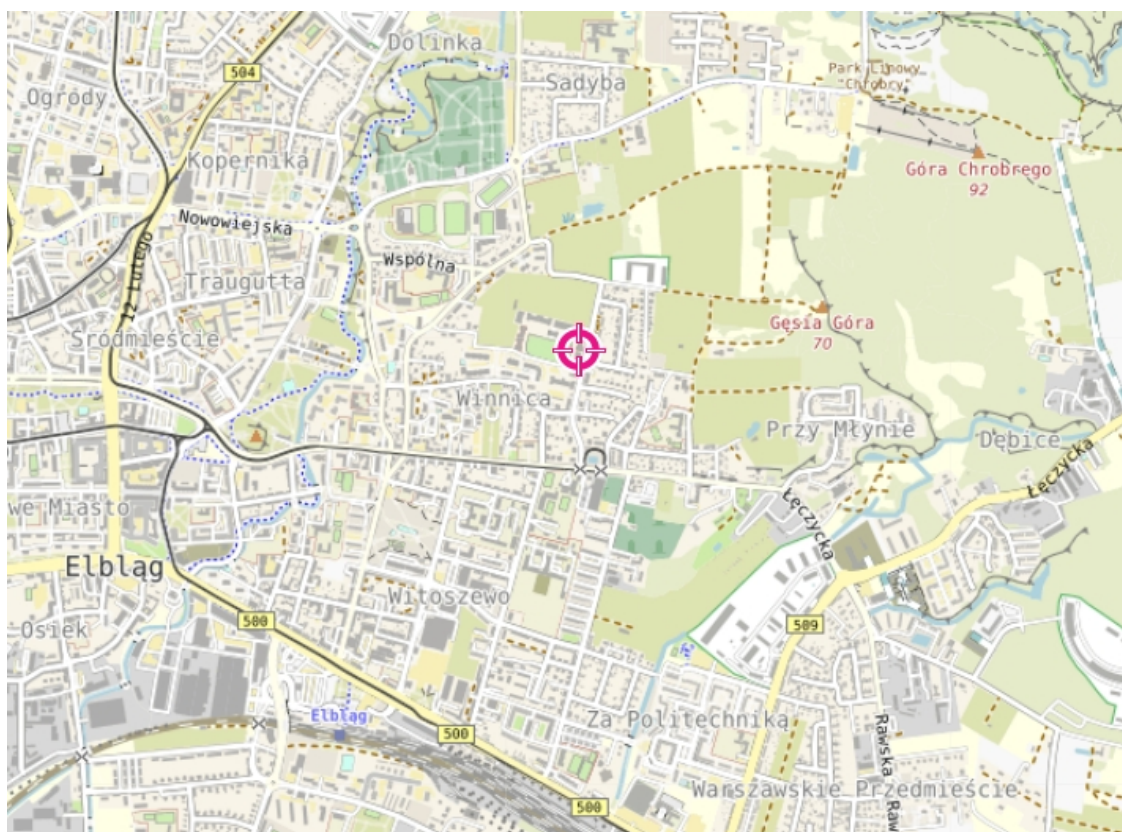 Dolinka
504
Sadyba
Park Linowy
Chrobry
Ogrody
Kopernika
Góra Chrobrego
92
Nowowiejska
12 Lutego
Wspólna
Traugutta
Śródmieście
Gęsia Góra
70
Winnica
Przy Młynie
Dębice
Łęczycka
Łęczycka
we Miasto
Elbląg
Witoszewo
500
Osiek
509
Elbląg
500
Za Politechniką
Rawska
Warszawskie Przedmieście
500
Raw